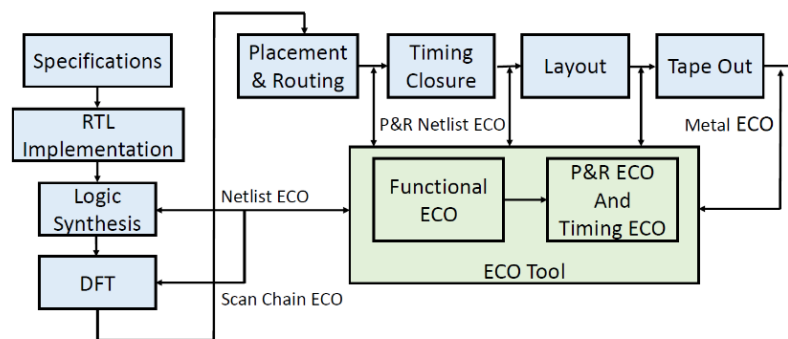 Specifications
RTL
Implementation
Logic
Synthesis
DFT
Placement
& Routing
Timing
Closure
Layout
Tape Out
P&R Netlist ECO
Metal ECO
Netlist ECO
Scan Chain ECO
Functional
ECO
P&R ECO
And
Timing ECO
ECO Tool